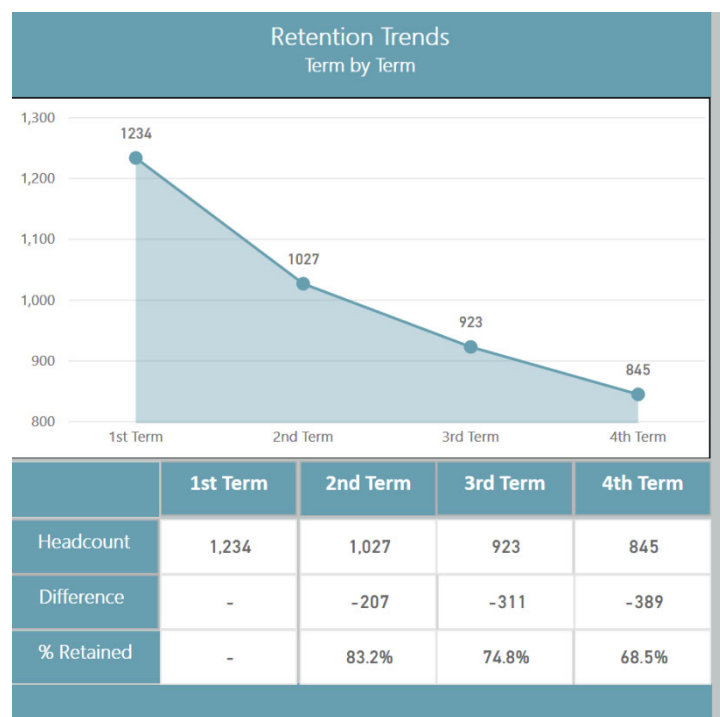 Retention Trends
Term by Term
1,300
1234
1,200
1,100
1027
1,000
923
900
845
800
1st Term 2nd Term 3rd Term 4th Term
1st Term 2nd Term 3rd Term 4th Term
Headcount 1,234 1,027 923 845
Difference - -207 -311 -389
% Retained - 83.2% 74.8% 68.5%